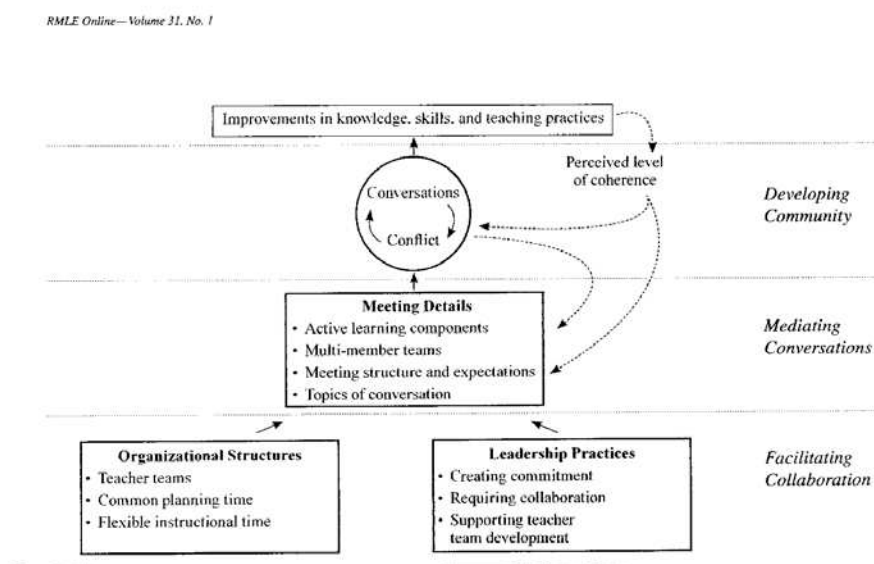 RMLE Online—Volume 31, No. 1
Improvements in knowledge, skills, and teaching practices
Perceived level
of coherence
Conversations
Conflict
Developing
Community
Meeting Details
• Active learning components
• Multi-member teams
• Meeting structure and expectations
• Topics of conversation
Mediating
Conversations
Organizational Structures
• Teacher teams
• Common planning time
• Flexible instructional time
Leadership Practices
• Creating commitment
• Requiring collaboration
• Supporting teacher
team development
Facilitating
Collaboration